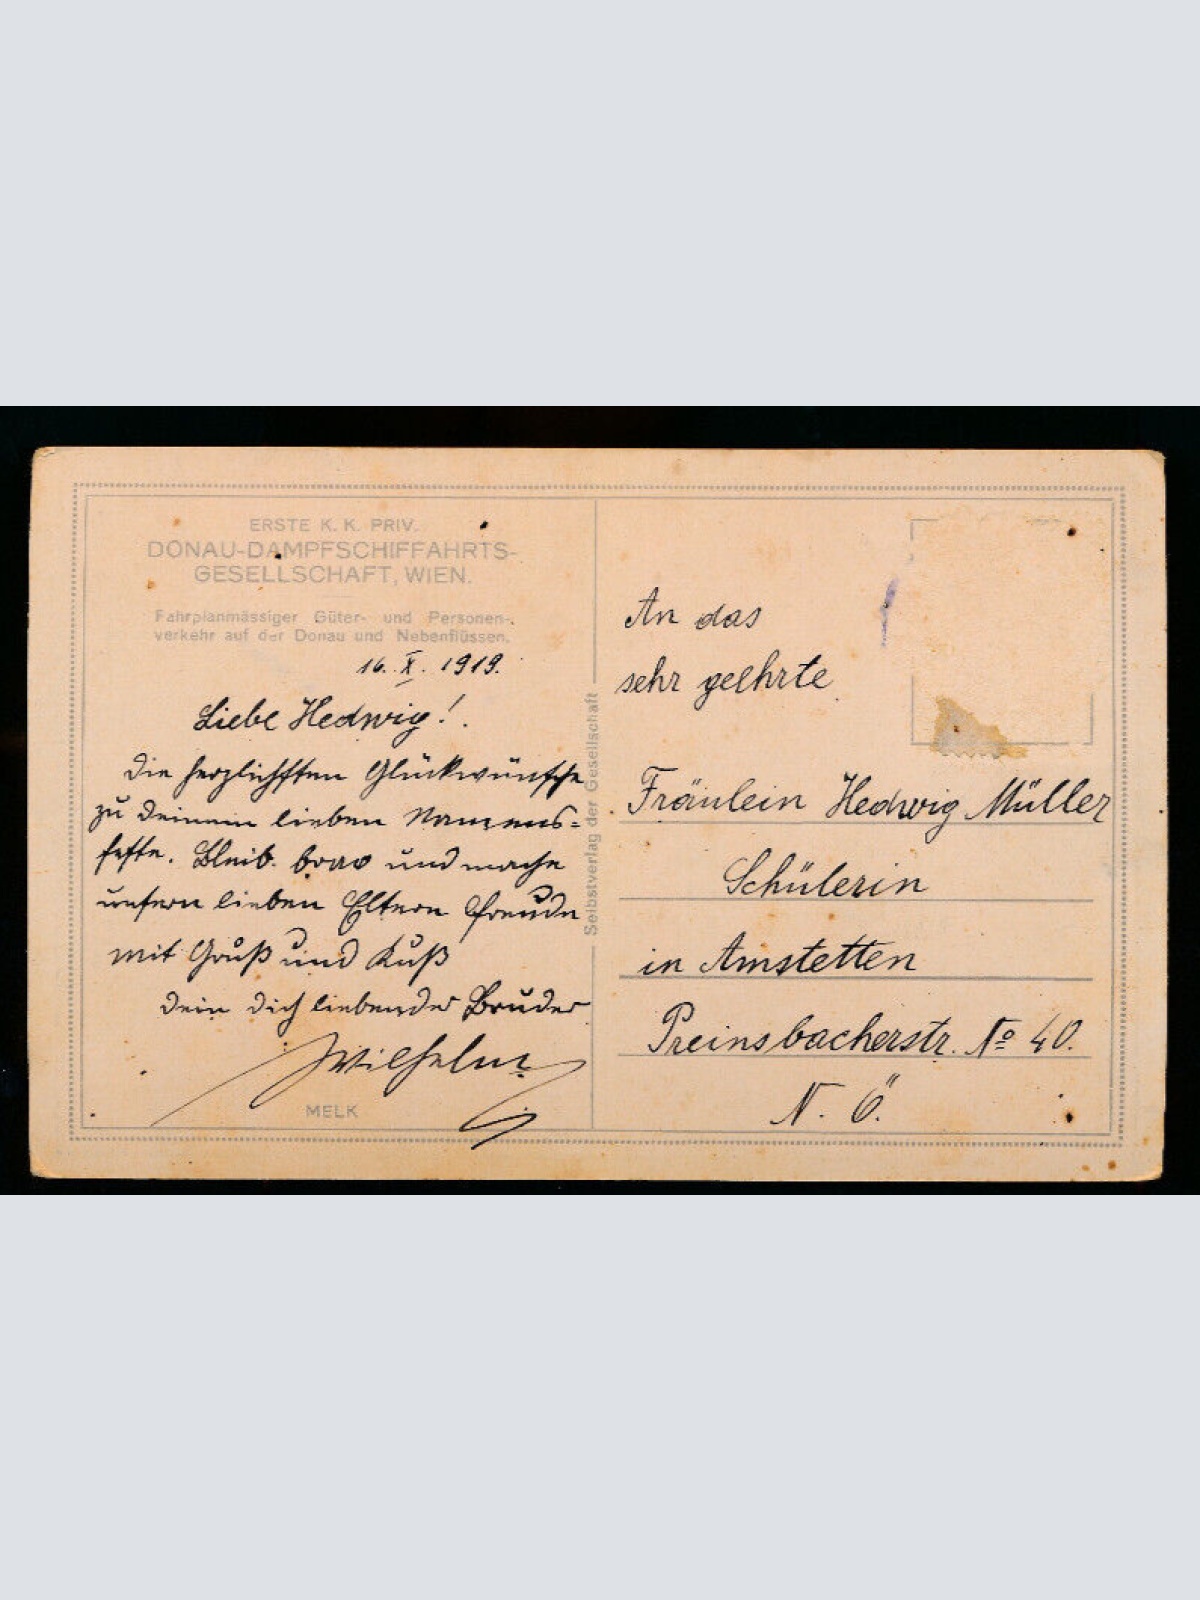 ERSTE K. K. PRIV.
DONAU-DAMPFSCHIFFAHRTS-
GESELLSCHAFT, WIEN.
Fahrplanmässiger Güter- und Personen-
verkehr auf der Donau und Nebenflüssen.
16. X. 1919.
Liebe Hedwig!
Die herzlichsten Glückwünsche
zu deinem lieben Namens=
feste. Bleib brav und mache
unsern lieben Eltern Freude
mit Gruß und Kuß
dein dich liebender Bruder
Wilhelm
MELK
Selbstverlag der Gesellschaft
An das
sehr geehrte
Fräulein Hedwig Müller
Schülerin
in Amstetten
Preinsbacherstr. No 40.
N. Ö.